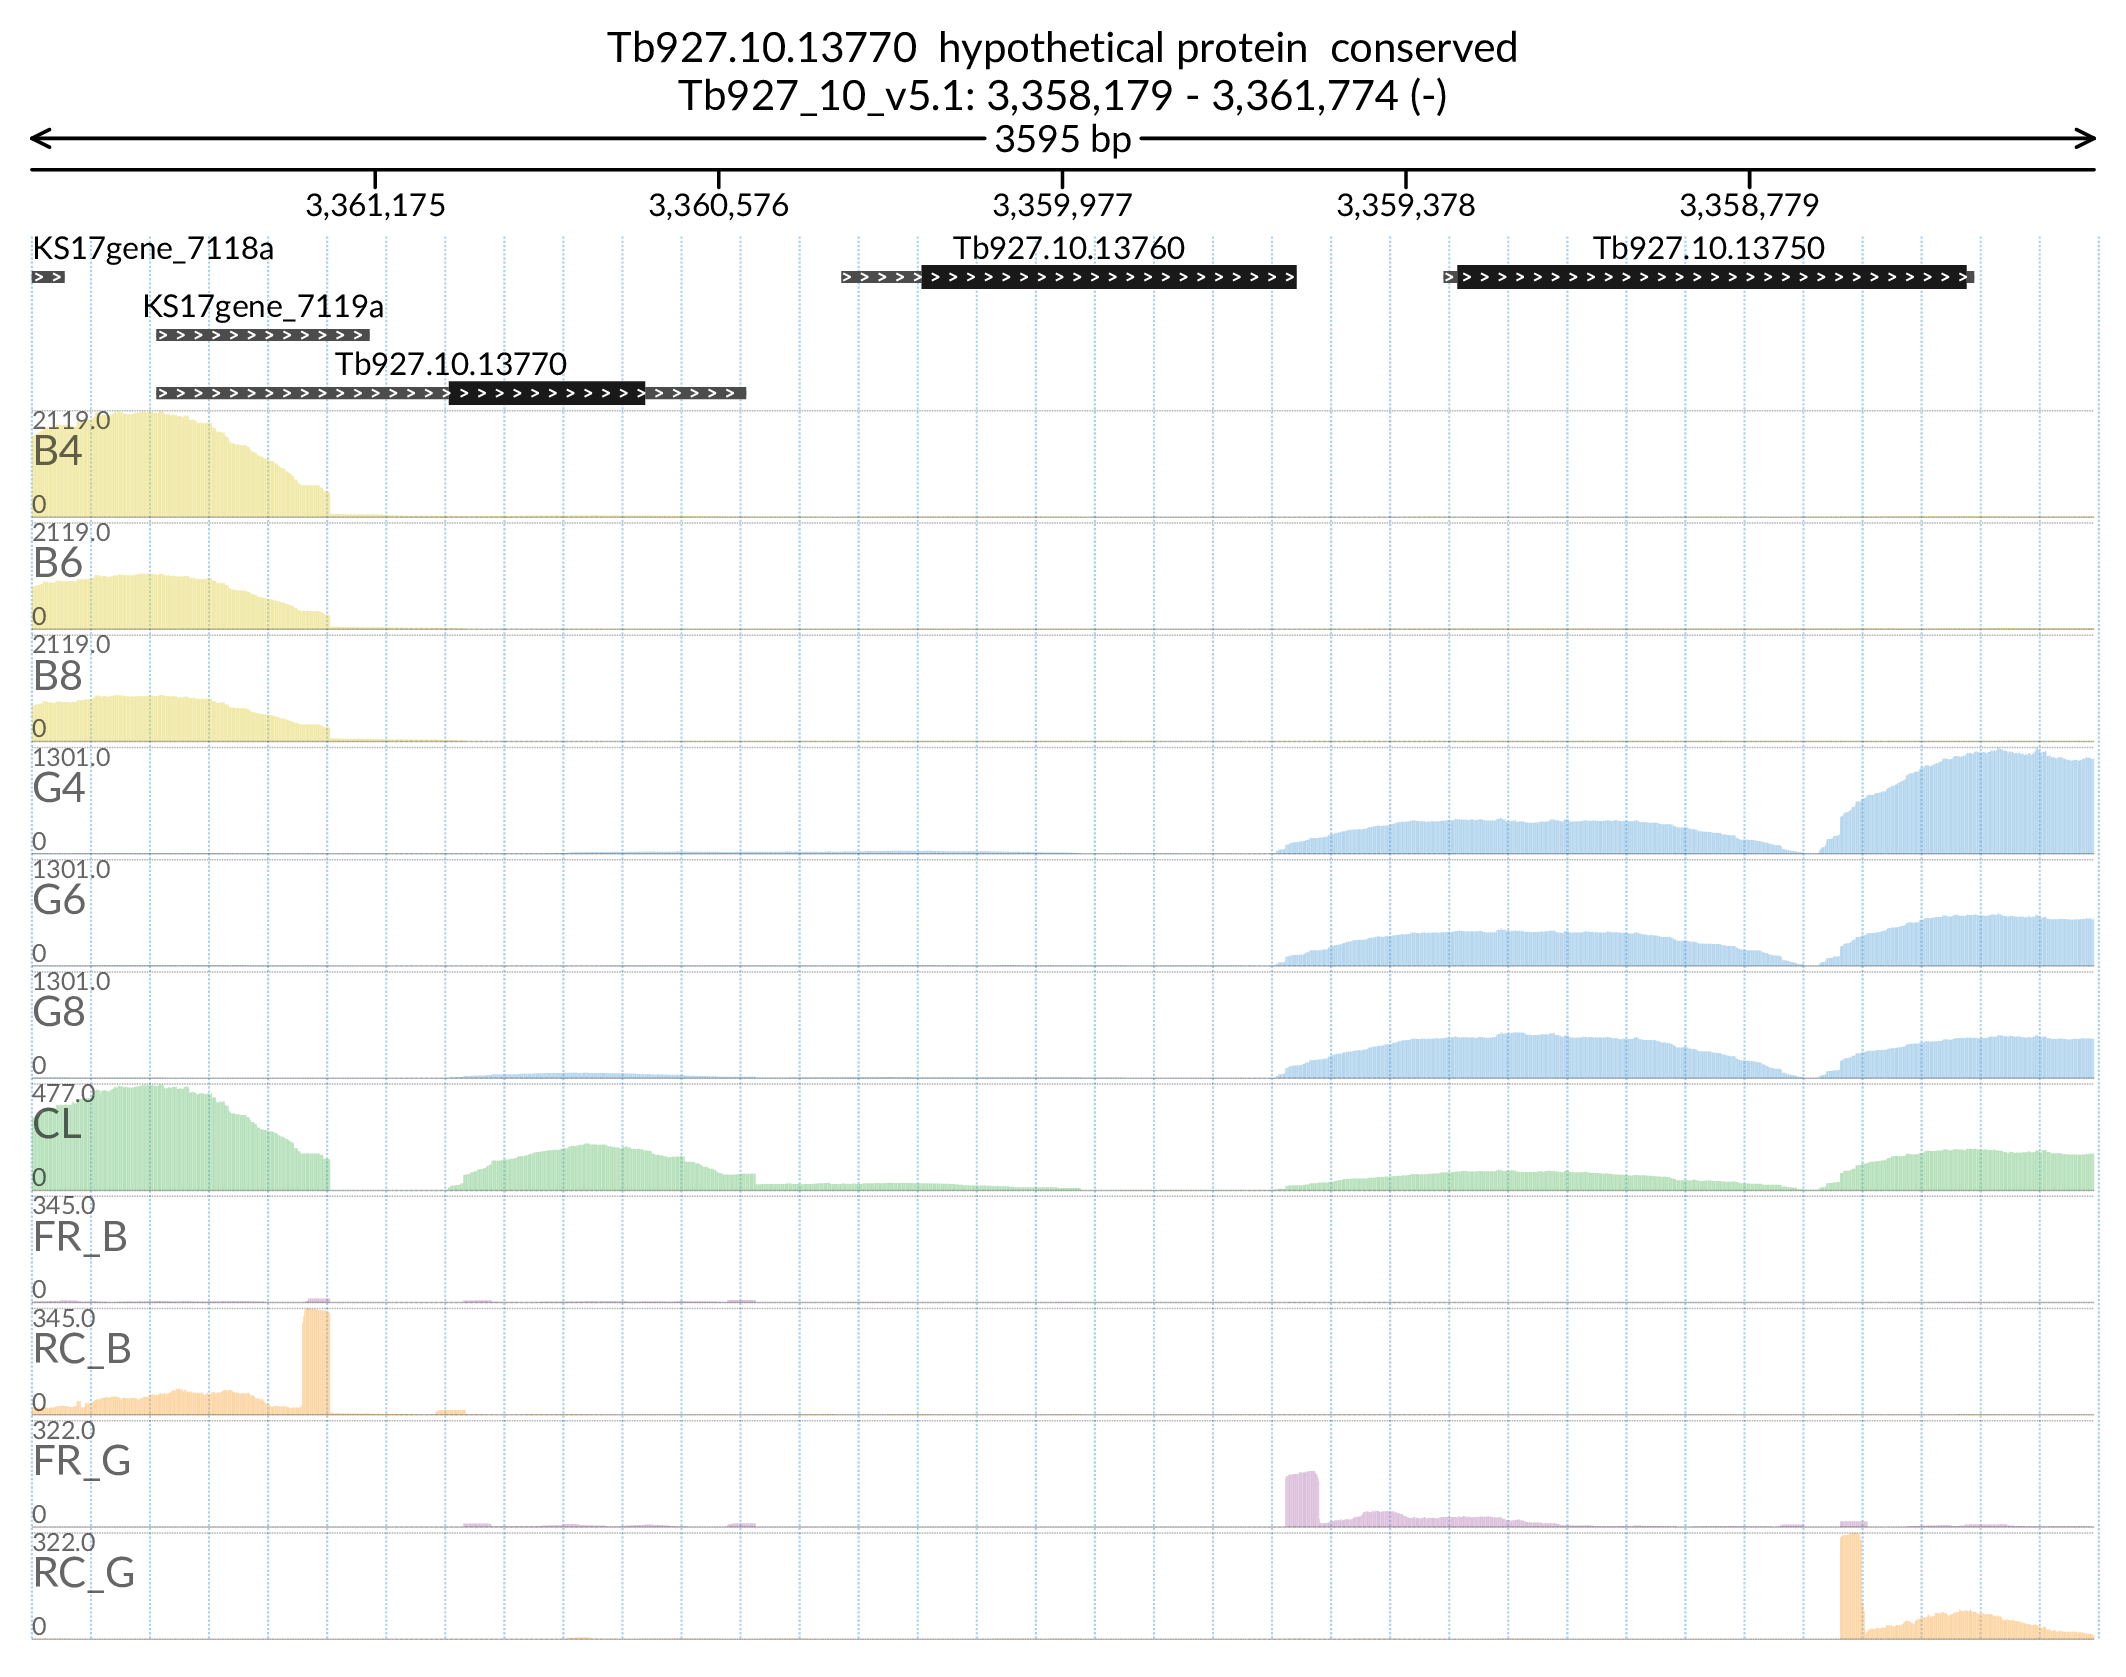 Tb927.10.13770  hypothetical protein  conserved
Tb927_10_v5.1: 3,358,179 - 3,361,774 (-)
3595 bp
3,361,175 3,360,576 3,359,977 3,359,378 3,358,779
KS17gene_7118a Tb927.10.13760 Tb927.10.13750
KS17gene_7119a
Tb927.10.13770
2119.0
B4
0
2119.0
B6
0
2119.0
B8
0
1301.0
G4
0
1301.0
G6
0
1301.0
G8
0
477.0
CL
0
345.0
FR_B
0
345.0
RC_B
0
322.0
FR_G
0
322.0
RC_G
0